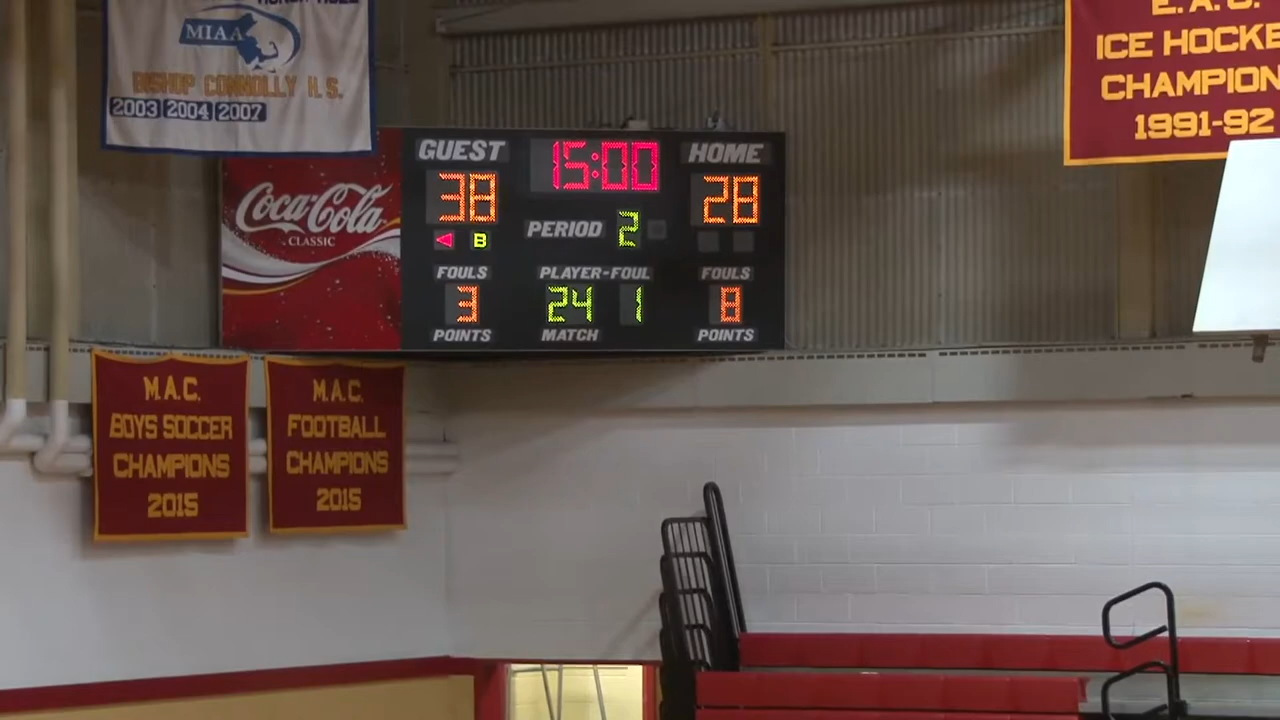 MIAA
BISHOP CONNOLLY H.S.
2003 2004 2007
E.A.C.
ICE HOCKE
CHAMPION
1991-92
Coca-Cola
CLASSIC
GUEST 15:00 HOME
38 28
PERIOD 2
B
FOULS PLAYER-FOUL FOULS
3 24 1 8
POINTS MATCH POINTS
M.A.C.
BOYS SOCCER
CHAMPIONS
2015
M.A.C.
FOOTBALL
CHAMPIONS
2015